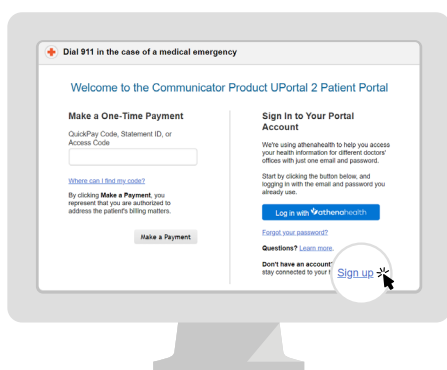 Dial 911 in the case of a medical emergency
Welcome to the Communicator Product UPortal 2 Patient Portal
Make a One-Time Payment
QuickPay Code, Statement ID, or
Access Code
Where can I find my code?
By clicking Make a Payment, you
represent that you are authorized to
address the patient's billing matters.
Make a Payment
Sign In to Your Portal
Account
We're using athenahealth to help you access
your health information for different doctors'
offices with just one email and password.
Start by clicking the button below, and
logging in with the email and password you
already use.
Log in with athenahealth
Forgot your password?
Questions? Learn more.
Don't have an account?
stay connected to your
Sign up